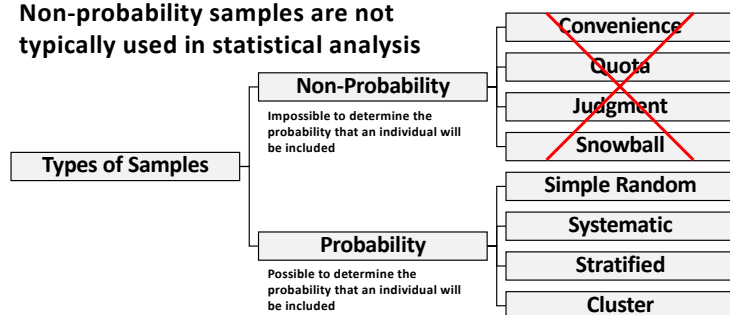 Non-probability samples are not
typically used in statistical analysis
Types of Samples
Non-Probability
Impossible to determine the
probability that an individual will
be included
Convenience
Quota
Judgment
Snowball
Probability
Possible to determine the
probability that an individual will
be included
Simple Random
Systematic
Stratified
Cluster